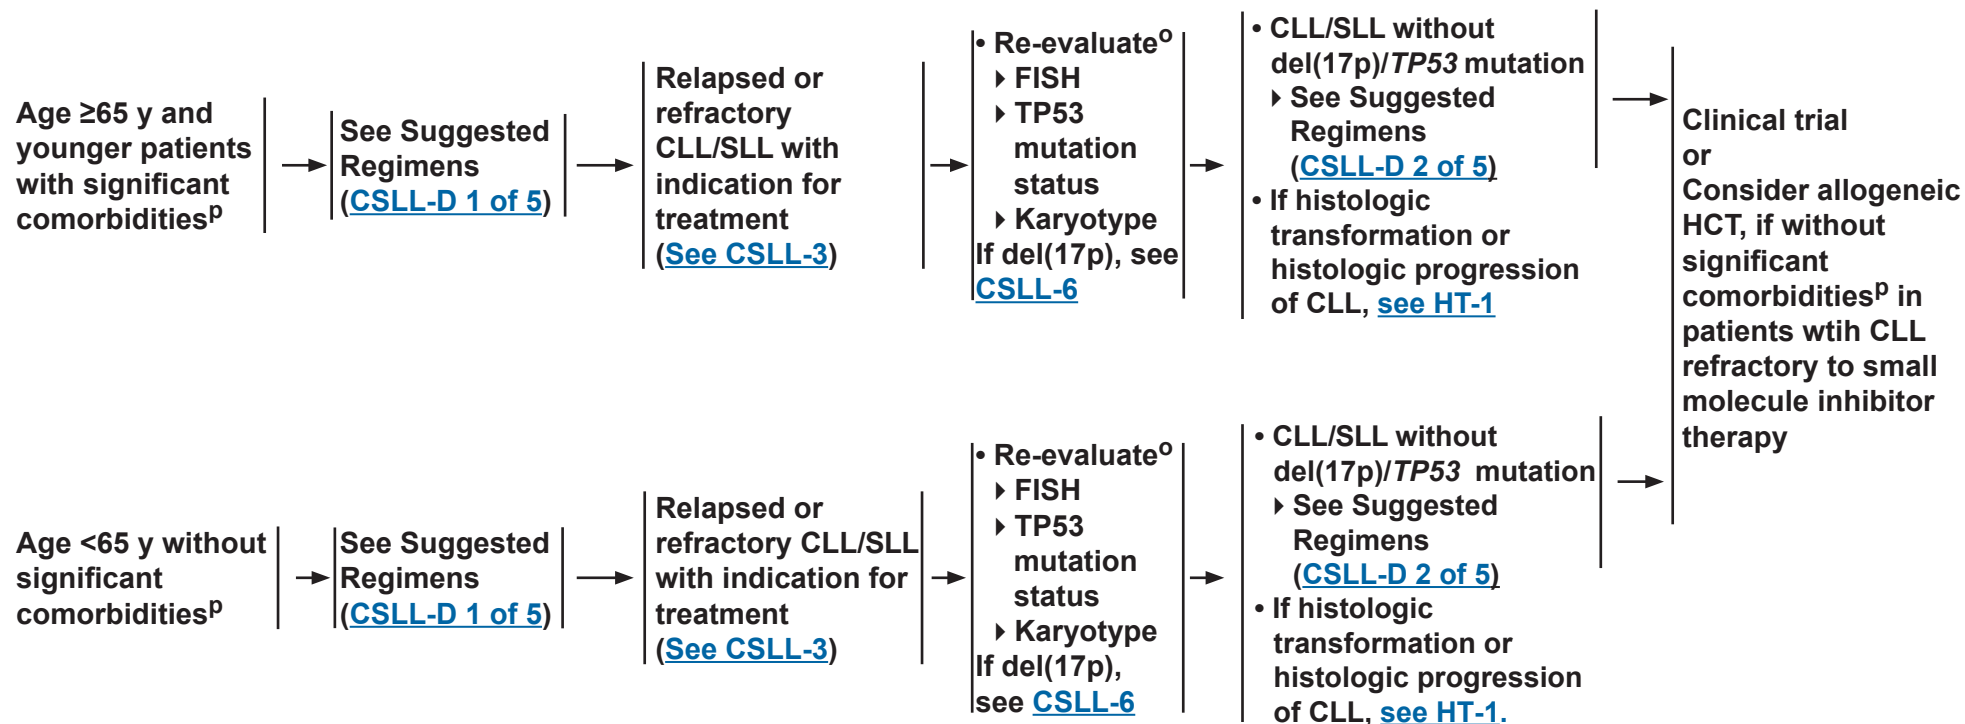 Age ≥65 y and
younger patients
with significant
comorbiditiesᵖ
See Suggested
Regimens
(CSLL-D 1 of 5)
Relapsed or
refractory
CLL/SLL with
indication for
treatment
(See CSLL-3)
• Re-evaluateᵒ
▸ FISH
▸ TP53
mutation
status
▸ Karyotype
If del(17p), see
CSLL-6
• CLL/SLL without
del(17p)/TP53 mutation
▸ See Suggested
Regimens
(CSLL-D 2 of 5)
• If histologic
transformation or
histologic progression
of CLL, see HT-1
Clinical trial
or
Consider allogeneic
HCT, if without
significant
comorbiditiesᵖ in
patients wtih CLL
refractory to small
molecule inhibitor
therapy
Age <65 y without
significant
comorbiditiesᵖ
See Suggested
Regimens
(CSLL-D 1 of 5)
Relapsed or
refractory CLL/SLL
with indication for
treatment
(See CSLL-3)
• Re-evaluateᵒ
▸ FISH
▸ TP53
mutation
status
▸ Karyotype
If del(17p),
see CSLL-6
• CLL/SLL without
del(17p)/TP53 mutation
▸ See Suggested
Regimens
(CSLL-D 2 of 5)
• If histologic
transformation or
histologic progression
of CLL, see HT-1.